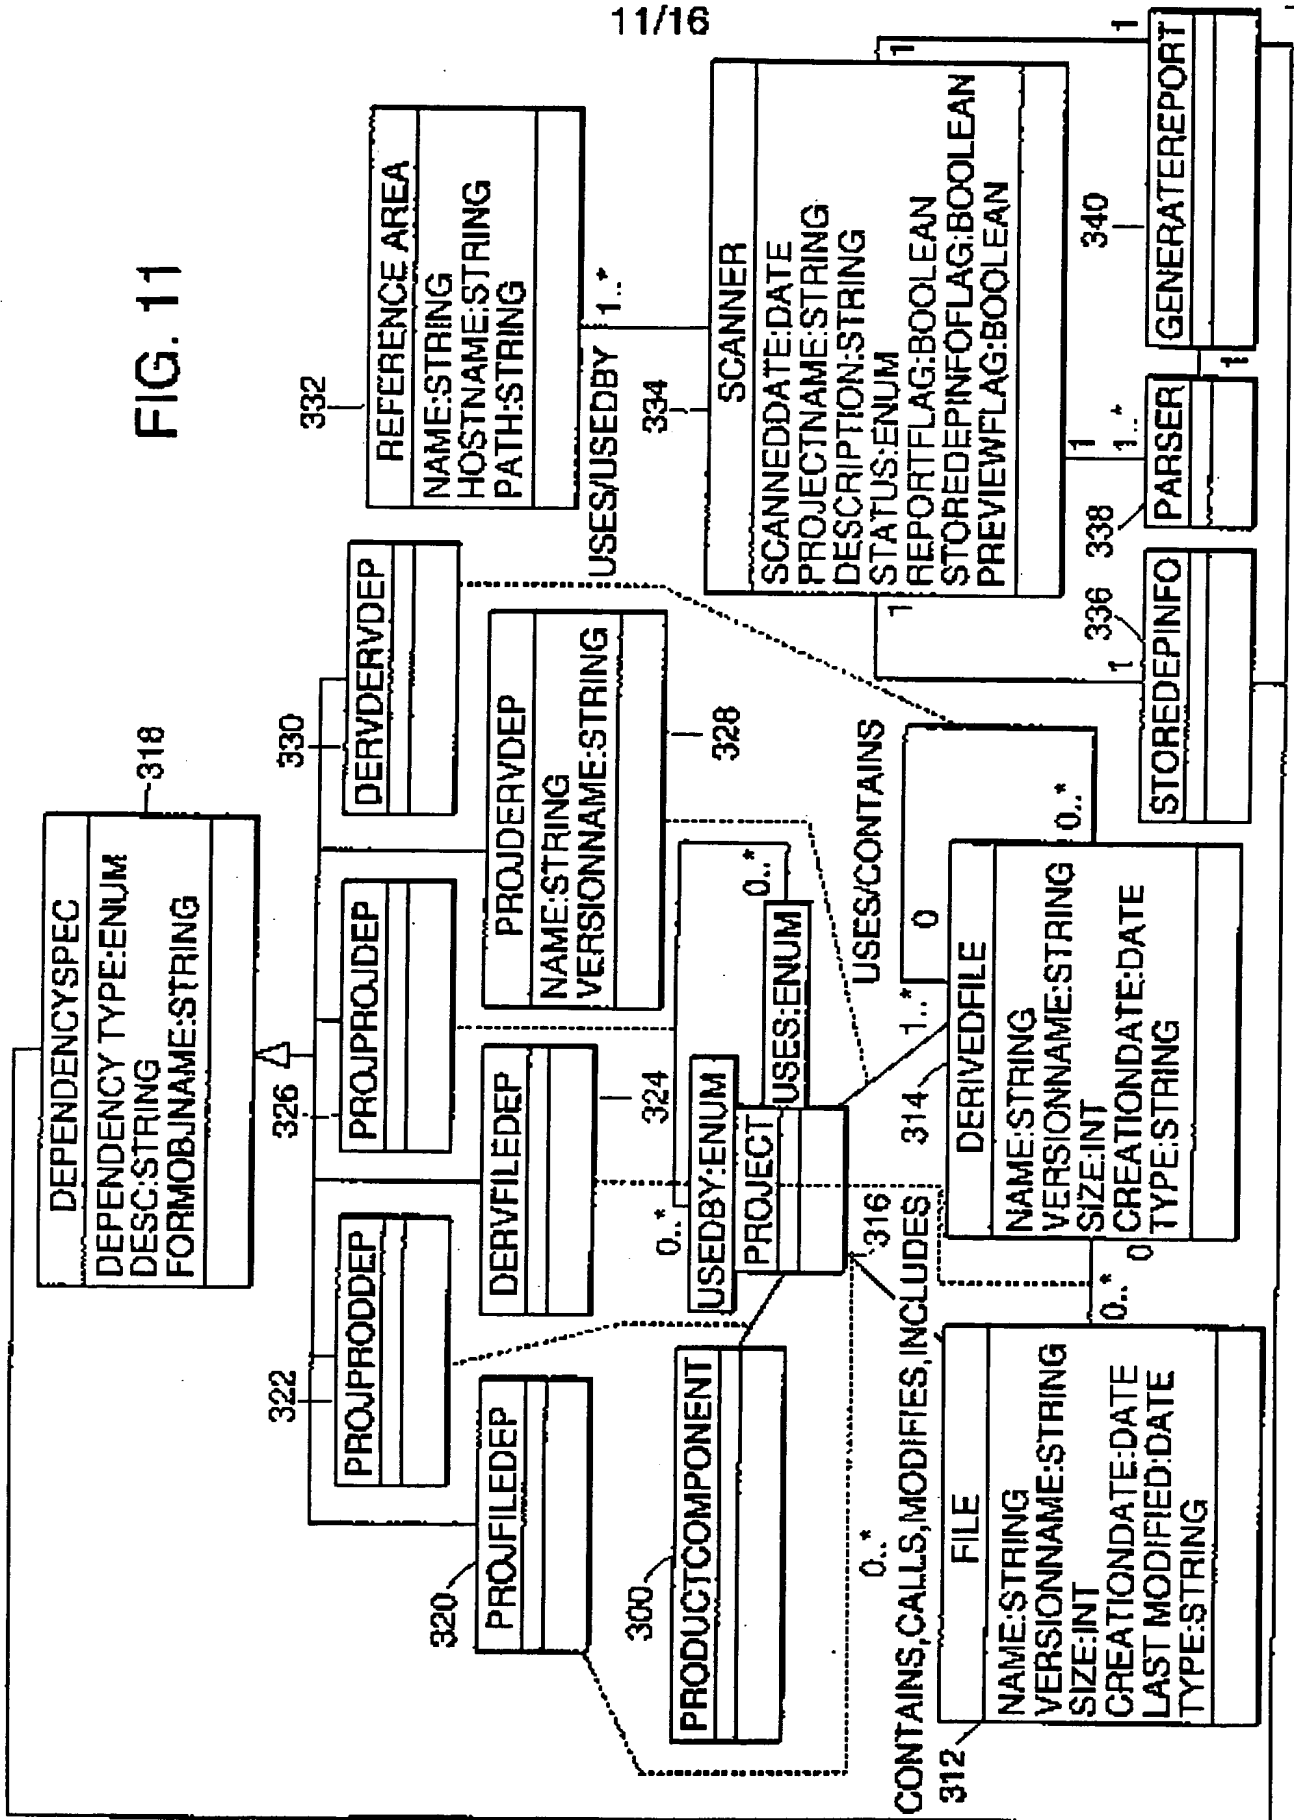 11/16
FIG. 11
DEPENDENCYSPEC
DEPENDENCY TYPE:ENUM
DESC:STRING
FORMOBJNAME:STRING
318
322
PROJPRODDEP
326
PROJPROJDEP
330
DERVDERVDEP
320
PROJFILEDEP
DERVFILEDEP
324
PROJDERVDEP
NAME:STRING
VERSIONNAME:STRING
328
332
REFERENCE AREA
NAME:STRING
HOSTNAME:STRING
PATH:STRING
USES/USEDBY
1..*
300
PRODUCTCOMPONENT
0..*
USEDBY:ENUM
PROJECT
USES:ENUM
0..*
316
334
SCANNER
SCANNEDDATE:DATE
PROJECTNAME:STRING
DESCRIPTION:STRING
STATUS:ENUM
REPORTFLAG:BOOLEAN
STOREDEPINFOFLAG:BOOLEAN
PREVIEWFLAG:BOOLEAN
1
1
1
0..*
CONTAINS,CALLS,MODIFIES,INCLUDES
312
FILE
NAME:STRING
VERSIONNAME:STRING
SIZE:INT
CREATIONDATE:DATE
LAST MODIFIED:DATE
TYPE:STRING
0..*
0
314
1..*
0
USES/CONTAINS
DERIVEDFILE
NAME:STRING
VERSIONNAME:STRING
SIZE:INT
CREATIONDATE:DATE
TYPE:STRING
0..*
336
1
STOREDEPINFO
338
1..*
PARSER
1
340
1
GENERATEREPORT